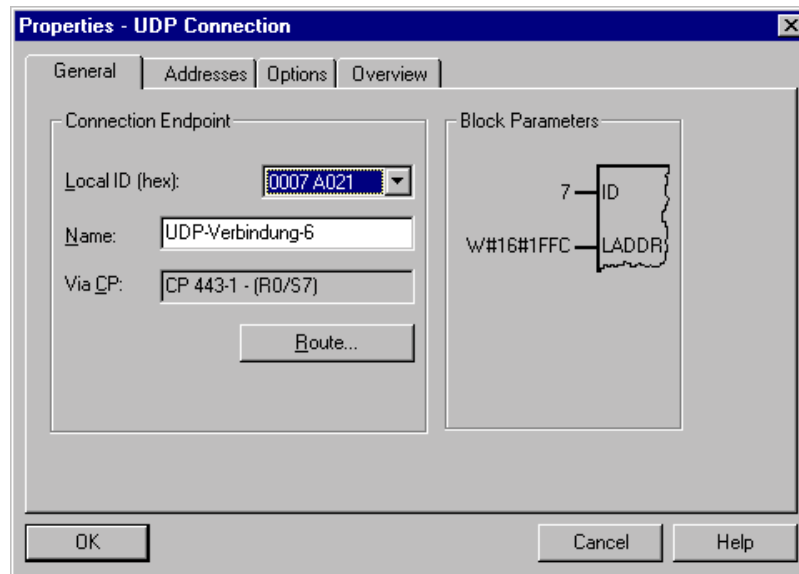 Properties - UDP Connection
General Addresses Options Overview
Connection Endpoint
Local ID (hex): 0007 A021
Name: UDP-Verbindung-6
Via CP: CP 443-1 - (R0/S7)
Route...
Block Parameters
7 ID
W#16#1FFC LADDR
OK Cancel Help